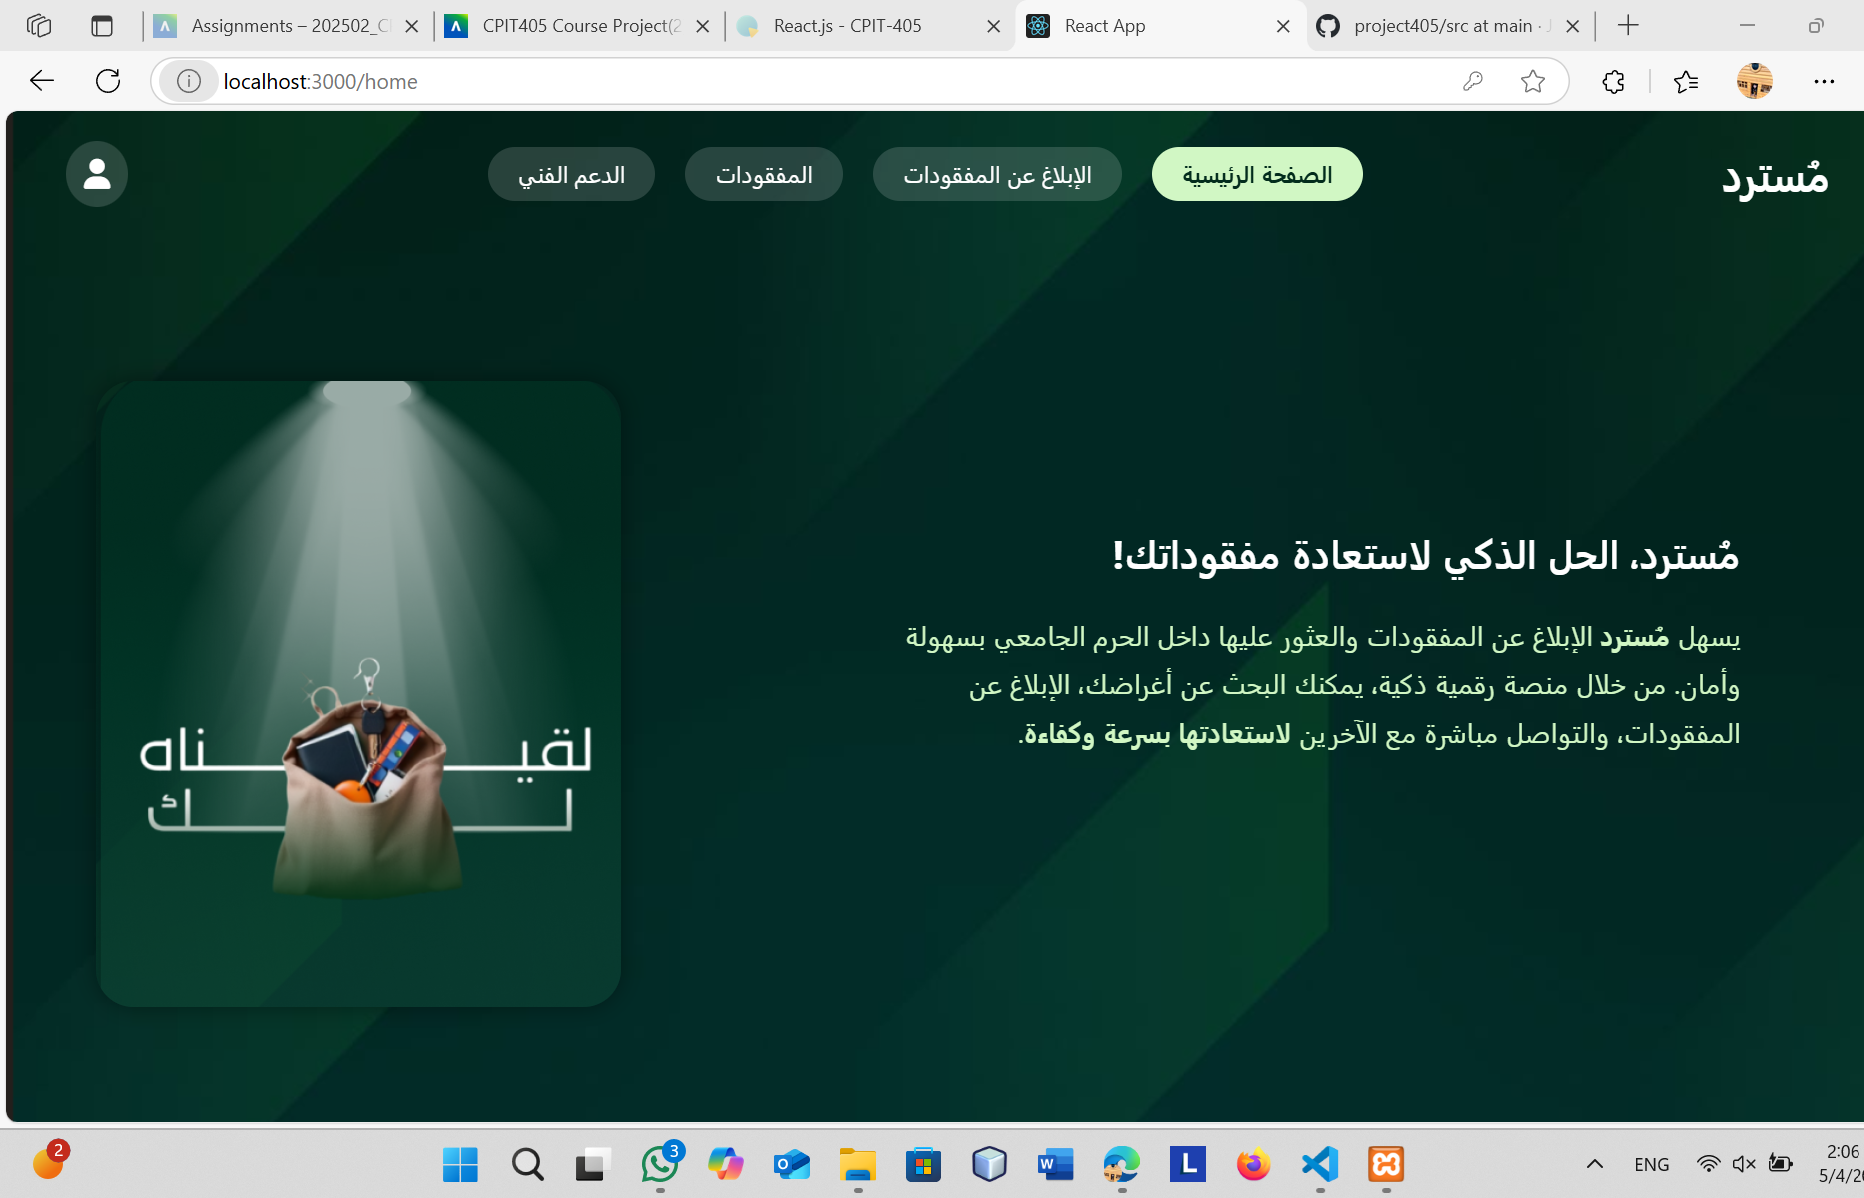 Assignments – 202502_C
CPIT405 Course Project(2
React.js - CPIT-405
React App
project405/src at main ·
localhost:3000/home
مُسترد
الصفحة الرئيسية
الإبلاغ عن المفقودات
المفقودات
الدعم الفني
مُسترد، الحل الذكي لاستعادة مفقوداتك!
يسهل مُسترد الإبلاغ عن المفقودات والعثور عليها داخل الحرم الجامعي بسهولة
وأمان. من خلال منصة رقمية ذكية، يمكنك البحث عن أغراضك، الإبلاغ عن
المفقودات، والتواصل مباشرة مع الآخرين لاستعادتها بسرعة وكفاءة.
لقيناه
لك
2
3
ENG
2:06
5/4/2